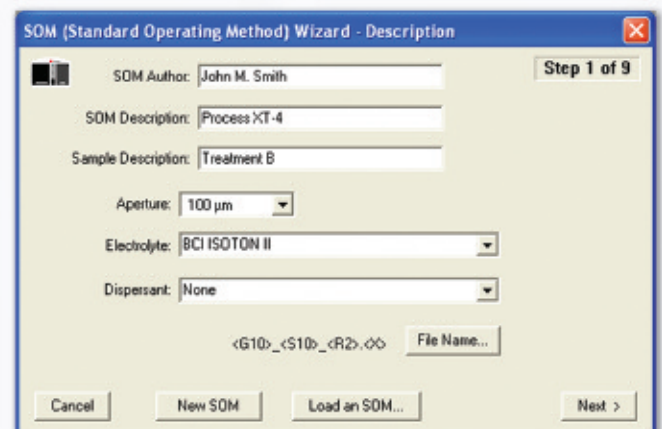 SOM (Standard Operating Method) Wizard - Description
Step 1 of 9
SOM Author: John M. Smith
SOM Description: Process XT-4
Sample Description: Treatment B
Aperture: 100 µm
Electrolyte: BCI ISOTON II
Dispersant: None
<G10>_<S10>_<R2>.<X> File Name...
Cancel New SOM Load an SOM... Next >